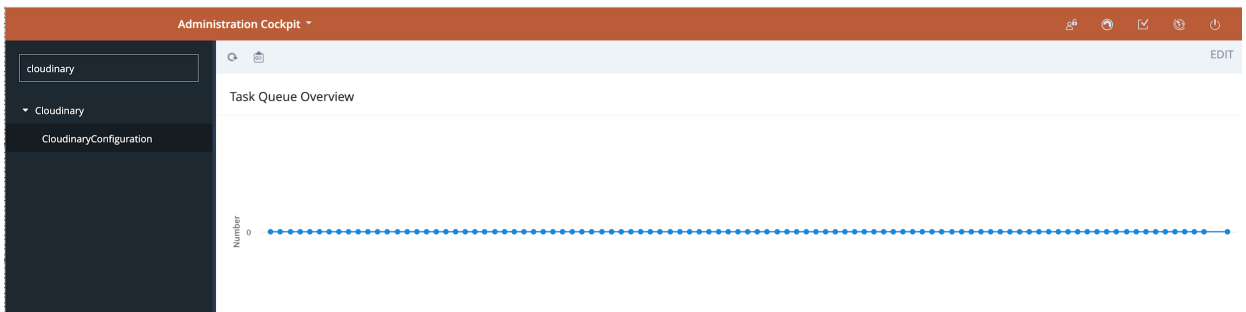 Administration Cockpit
cloudinary
EDIT
Cloudinary
Task Queue Overview
CloudinaryConfiguration
Number
0